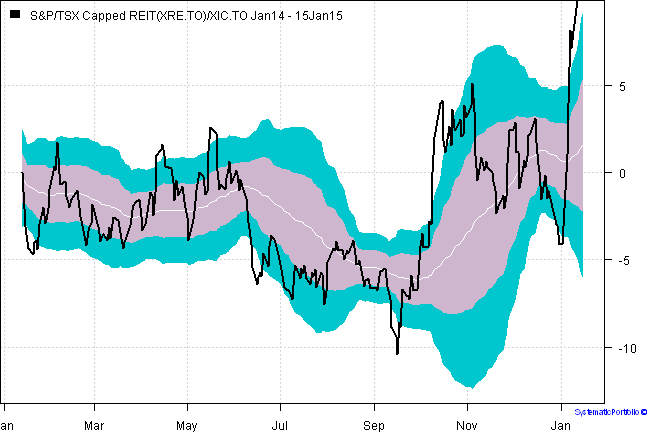 S&P/TSX Capped REIT(XRE.TO)/XIC.TO Jan14 - 15Jan15
5
0
-5
-10
an Mar May Jul Sep Nov Jan
SystematicPortfolio ©